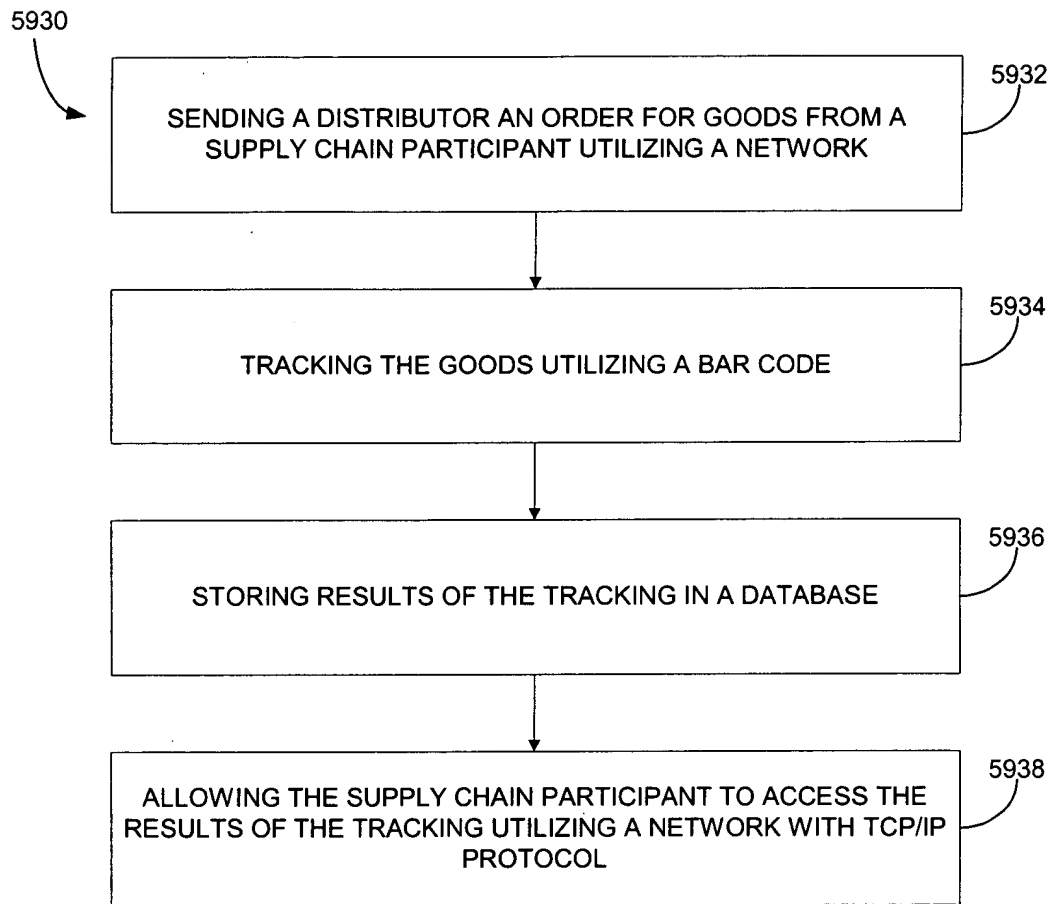 5930
5932
SENDING A DISTRIBUTOR AN ORDER FOR GOODS FROM A
SUPPLY CHAIN PARTICIPANT UTILIZING A NETWORK
5934
TRACKING THE GOODS UTILIZING A BAR CODE
5936
STORING RESULTS OF THE TRACKING IN A DATABASE
5938
ALLOWING THE SUPPLY CHAIN PARTICIPANT TO ACCESS THE
RESULTS OF THE TRACKING UTILIZING A NETWORK WITH TCP/IP
PROTOCOL